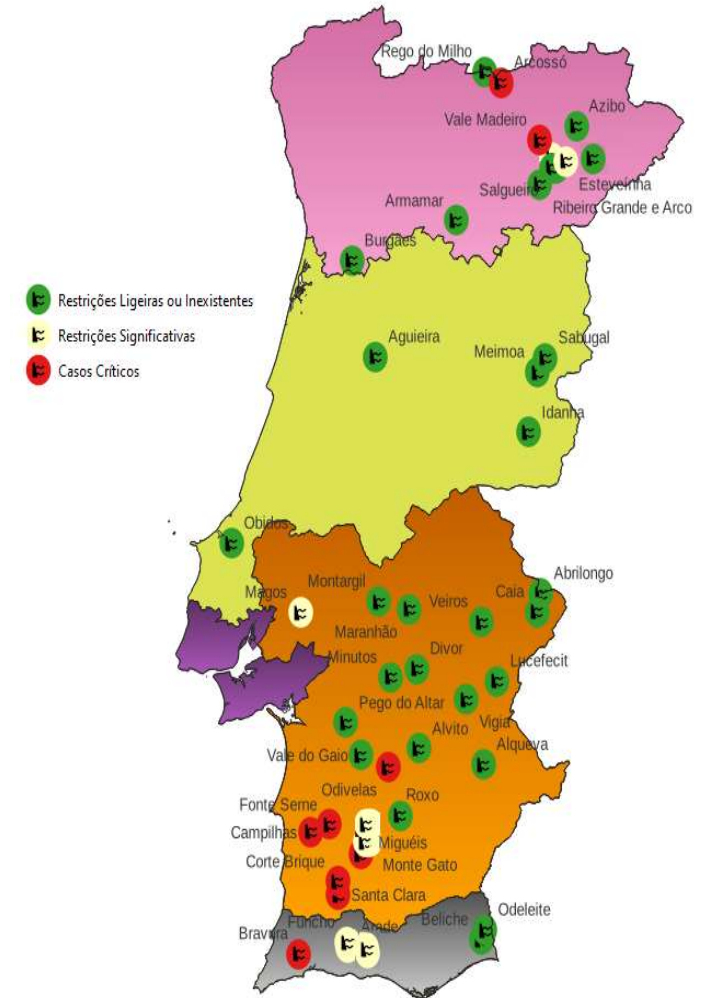 Rego do Milho
Arcossó
Azibo
Vale Madeiro
Salgueiro
Esteveínha
Armamar
Ribeiro Grande e Arco
Burgães
Restrições Ligeiras ou Inexistentes
Restrições Significativas
Casos Críticos
Aguieira
Meimoa
Sabugal
Idanha
Obidos
Abrilongo
Montargil
Magos
Caia
Veiros
Maranhão
Divor
Minutos
Lucefecit
Pego do Altar
Vigia
Alvito
Vale do Gaio
Alqueva
Odivelas
Roxo
Fonte Serne
Campilhas
Miguéis
Corte Brique
Monte Gato
Santa Clara
Odeleite
Funcho
Arade
Beliche
Bravura